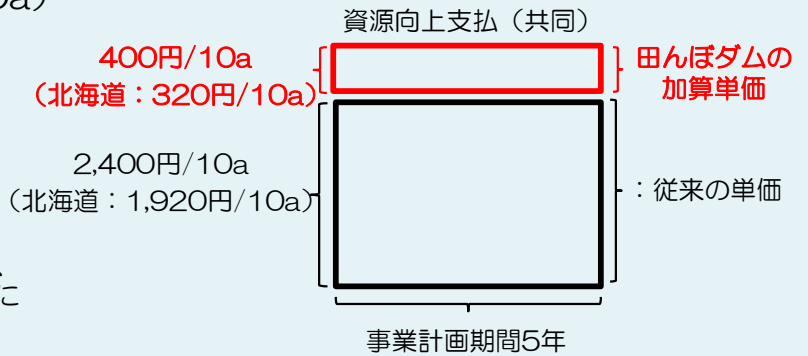 0a）
資源向上支払（共同）
400円/10a
（北海道：320円/10a）
田んぼダムの
加算単価
2,400円/10a
（北海道：1,920円/10a）
：従来の単価
に
事業計画期間5年